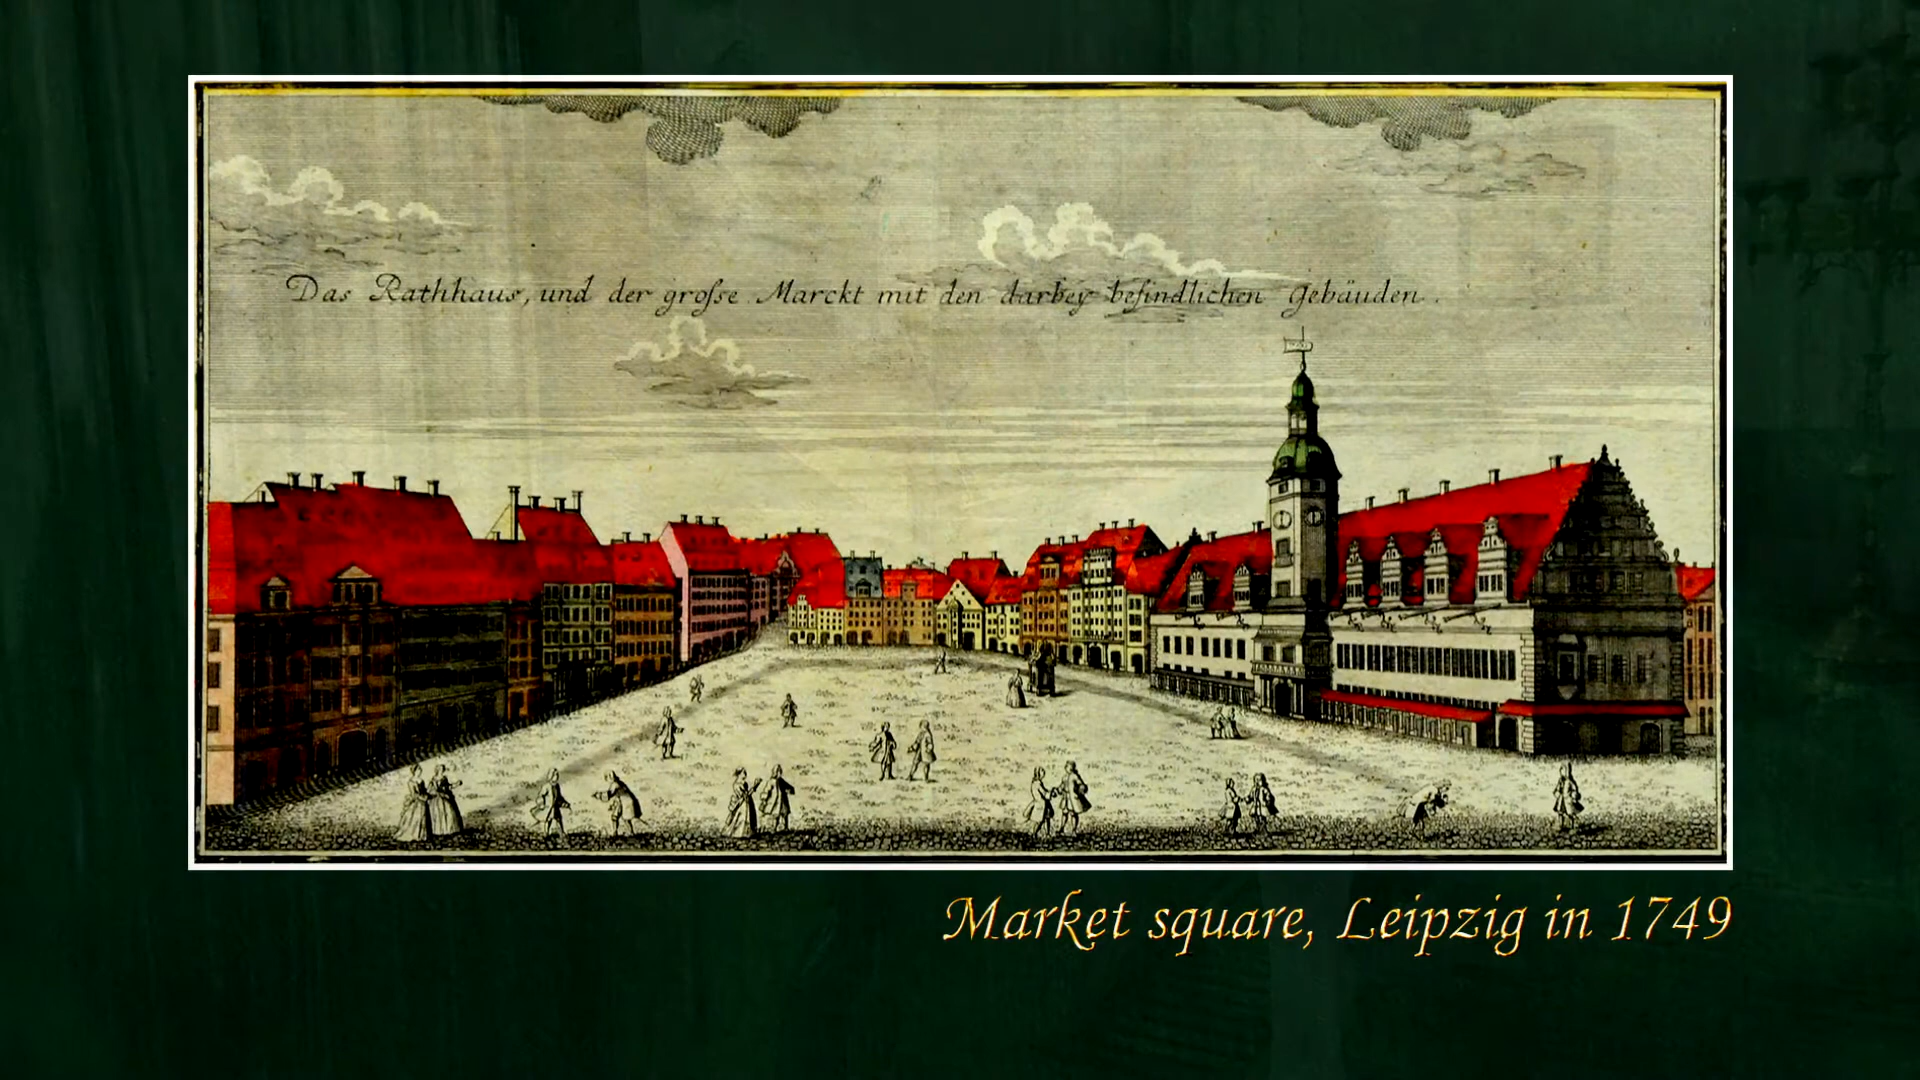 Das Rathhaus, und der grosse Marckt mit den darbey befindlichen Gebäuden.
Market square, Leipzig in 1749